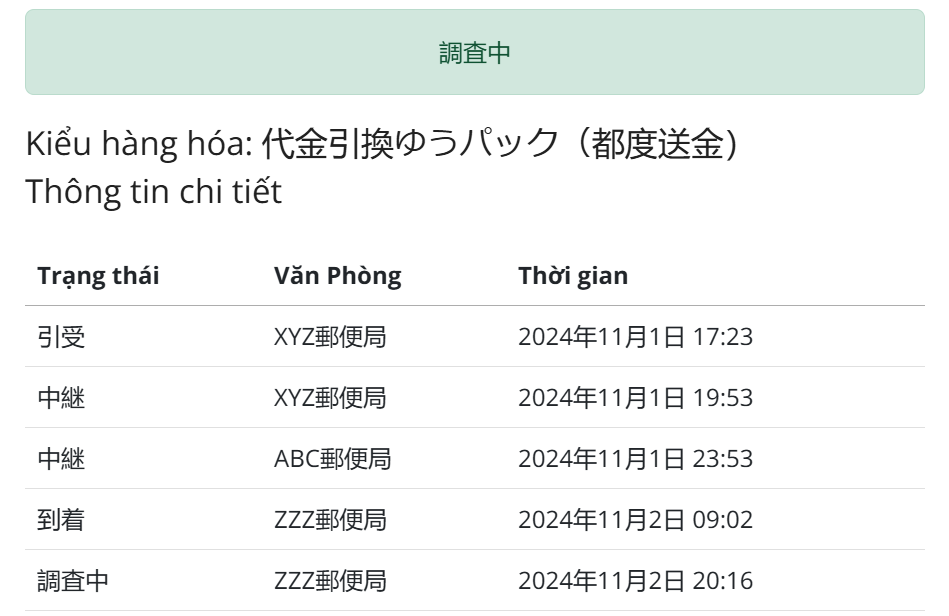 調査中
Kiểu hàng hóa: 代金引換ゆうパック（都度送金)
Thông tin chi tiết
Trạng thái Văn Phòng Thời gian
引受 XYZ郵便局 2024年11月1日 17:23
中継 XYZ郵便局 2024年11月1日 19:53
中継 ABC郵便局 2024年11月1日 23:53
到着 ZZZ郵便局 2024年11月2日 09:02
調査中 ZZZ郵便局 2024年11月2日 20:16